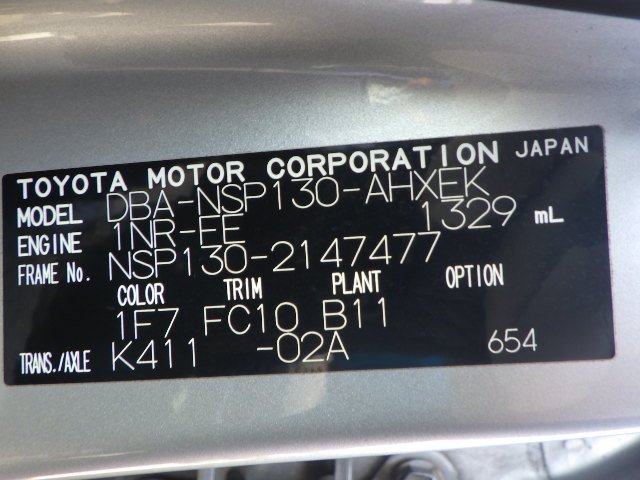 TOYOTA MOTOR CORPORATION JAPAN
MODEL DBA-NSP130-AHXEK
ENGINE 1NR-FE 1329 mL
FRAME No. NSP130-2147477
COLOR TRIM PLANT OPTION
1F7 FC10 B11
TRANS./AXLE K411 -02A 654